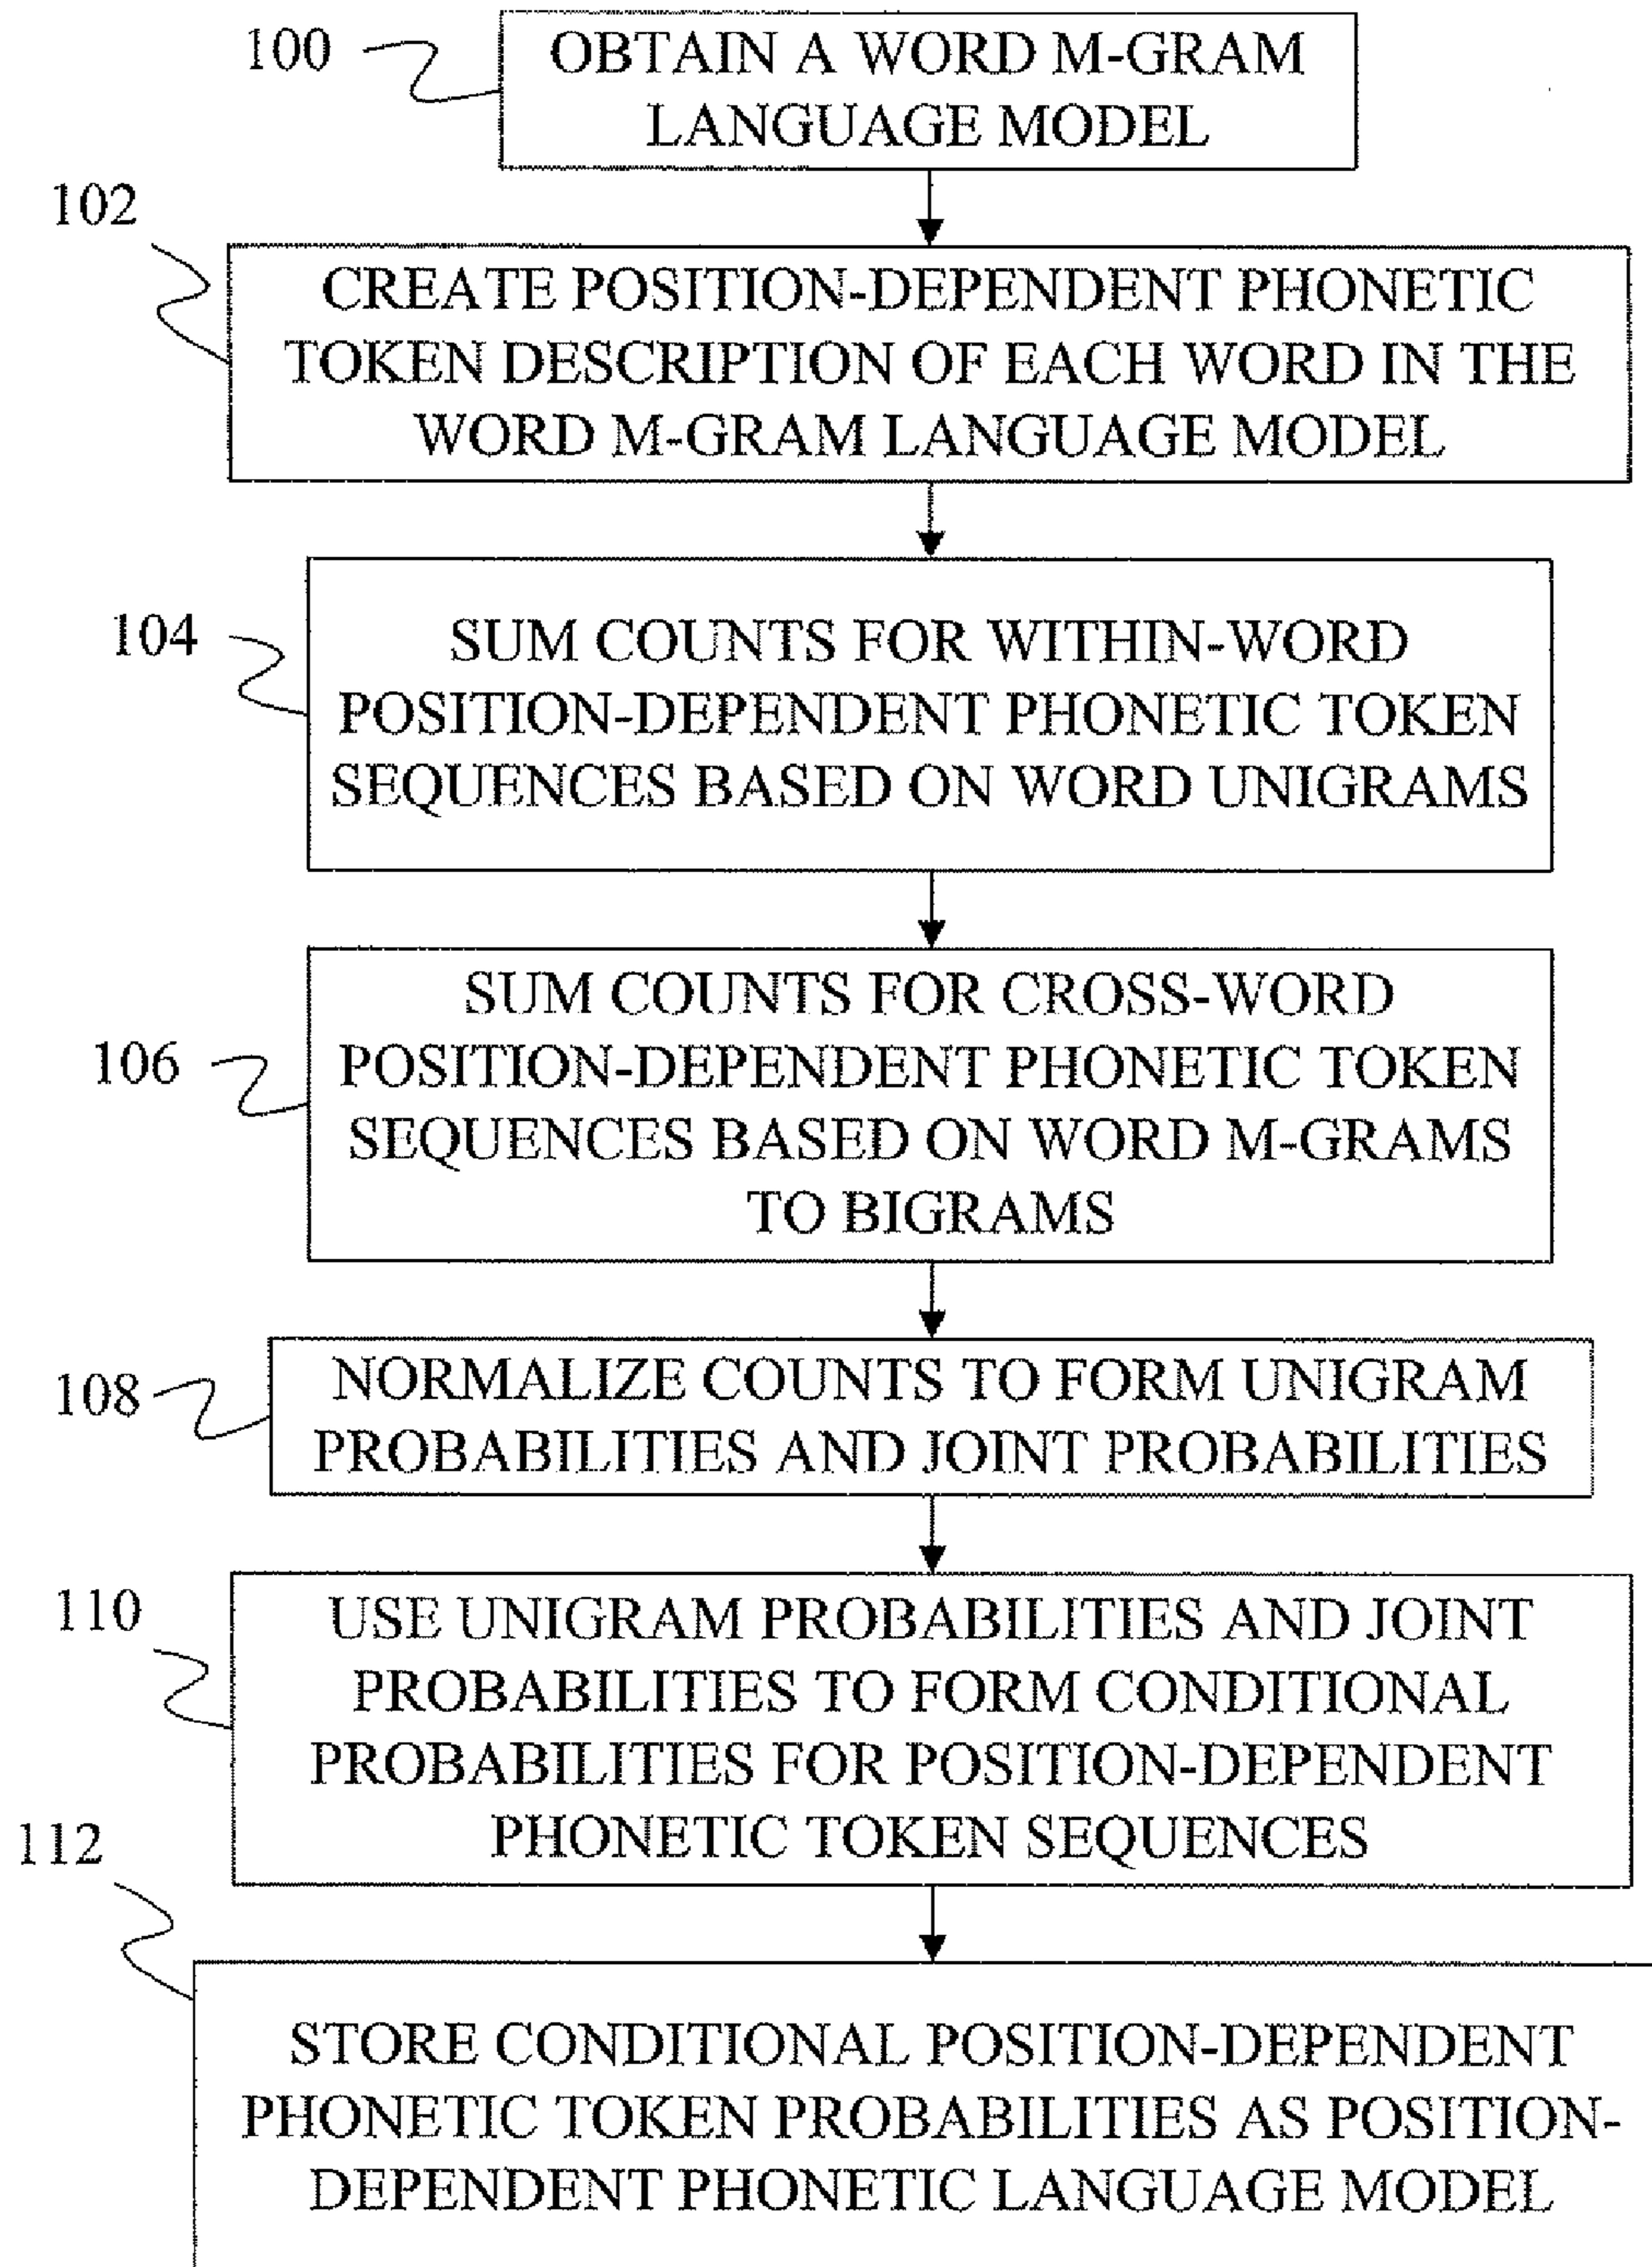 100
OBTAIN A WORD M-GRAM
LANGUAGE MODEL
102
CREATE POSITION-DEPENDENT PHONETIC
TOKEN DESCRIPTION OF EACH WORD IN THE
WORD M-GRAM LANGUAGE MODEL
104
SUM COUNTS FOR WITHIN-WORD
POSITION-DEPENDENT PHONETIC TOKEN
SEQUENCES BASED ON WORD UNIGRAMS
106
SUM COUNTS FOR CROSS-WORD
POSITION-DEPENDENT PHONETIC TOKEN
SEQUENCES BASED ON WORD M-GRAMS
TO BIGRAMS
108
NORMALIZE COUNTS TO FORM UNIGRAM
PROBABILITIES AND JOINT PROBABILITIES
110
USE UNIGRAM PROBABILITIES AND JOINT
PROBABILITIES TO FORM CONDITIONAL
PROBABILITIES FOR POSITION-DEPENDENT
PHONETIC TOKEN SEQUENCES
112
STORE CONDITIONAL POSITION-DEPENDENT
PHONETIC TOKEN PROBABILITIES AS POSITION-
DEPENDENT PHONETIC LANGUAGE MODEL